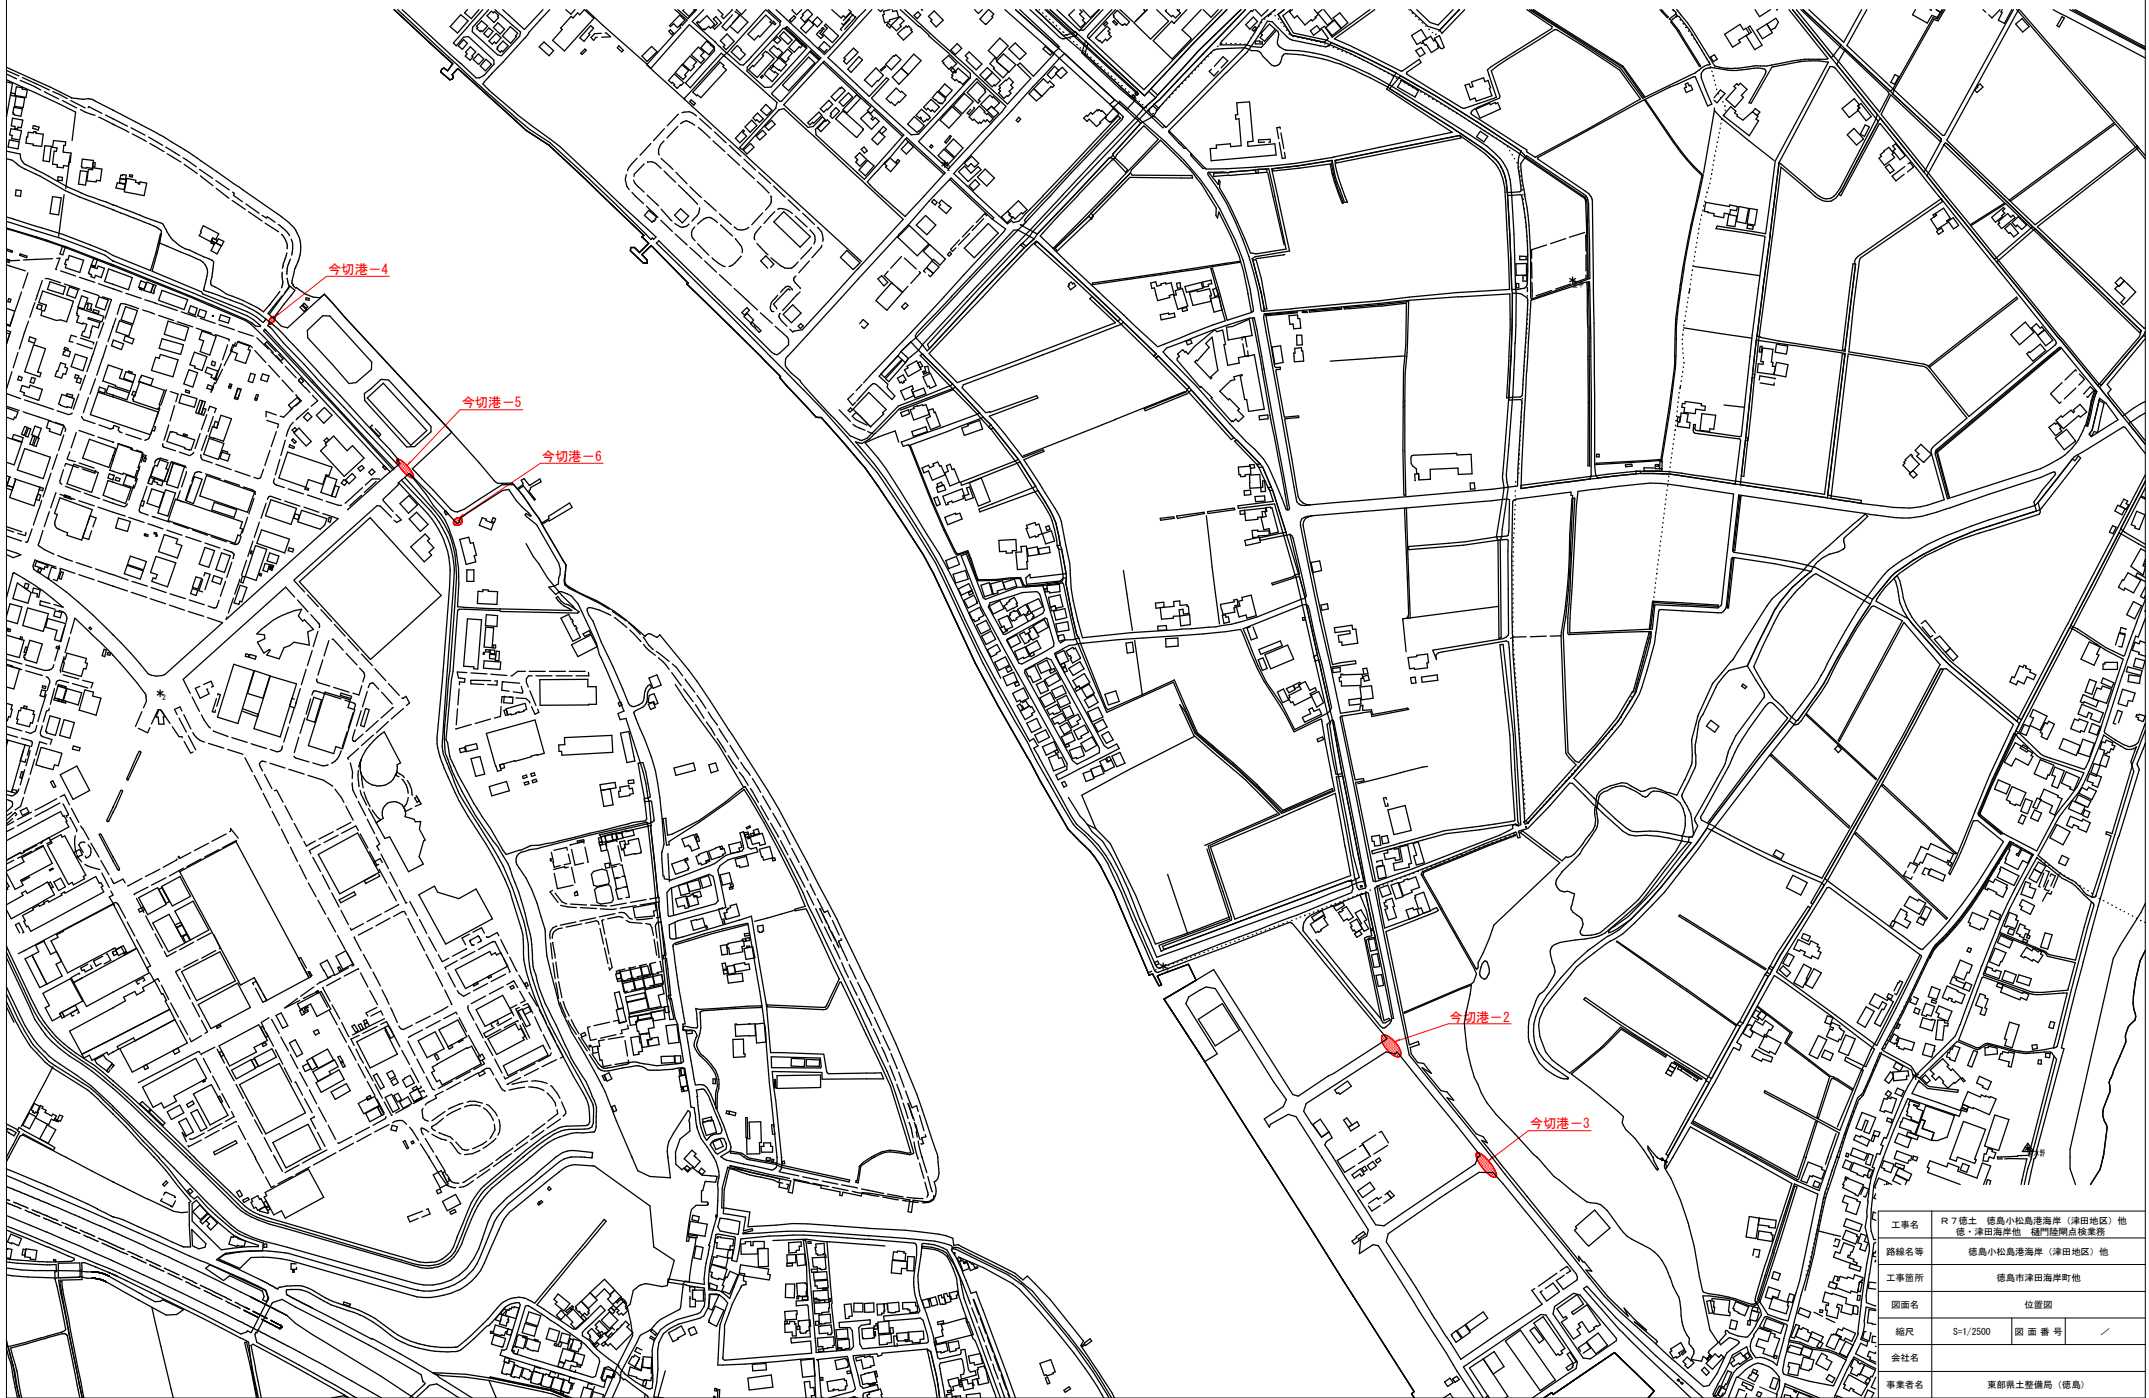 今切港-4
今切港-5
今切港-6
今切港-2
今切港-3
工事名 R7徳土 徳島小松島港海岸(津田地区)他
徳・津田海岸他 樋門陸閘点検業務
路線名等 徳島小松島港海岸(津田地区)他
工事箇所 徳島市津田海岸町他
図面名 位置図
縮尺 S=1/2500 図面番号 /
会社名
事業者名 東部県土整備局(徳島)